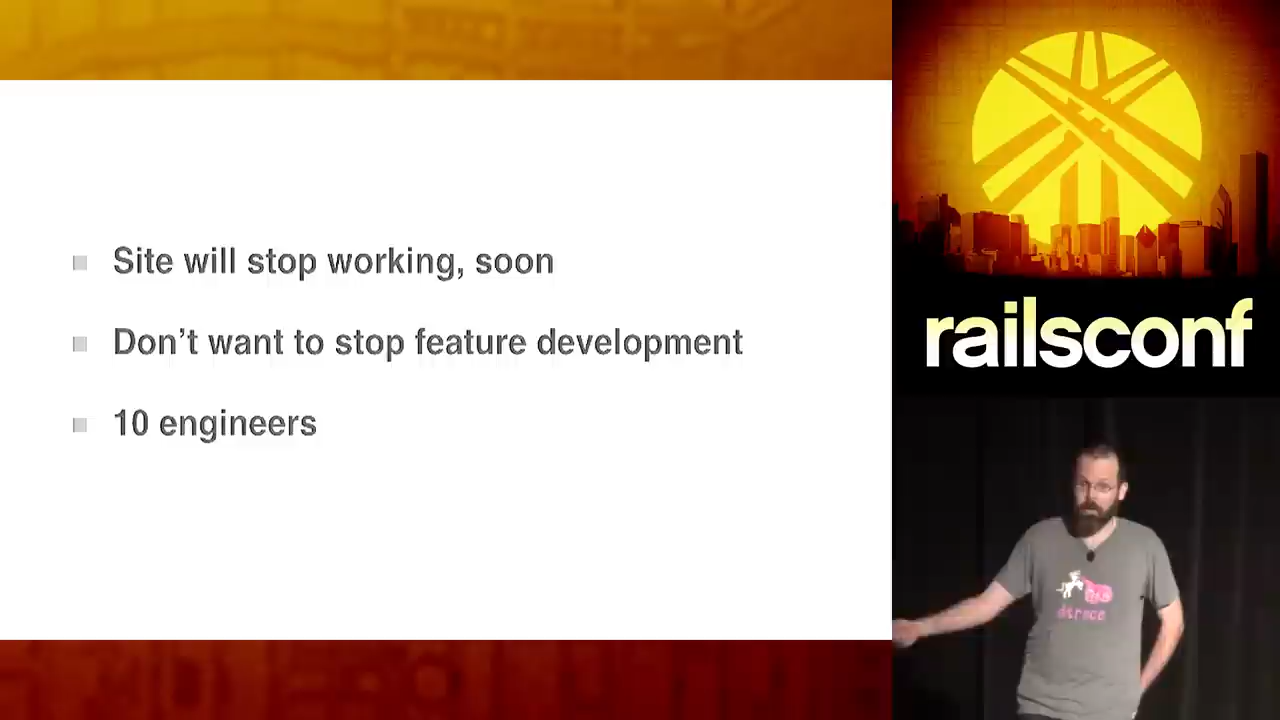 Site will stop working, soon
Don't want to stop feature development
10 engineers
railsconf
dtrace